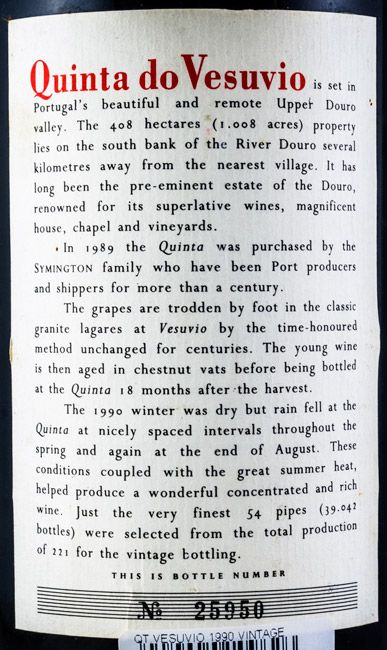 Quinta do Vesuvio is set in
Portugal's beautiful and remote Upper Douro
valley. The 408 hectares (1.008 acres) property
lies on the south bank of the River Douro several
kilometres away from the nearest village. It has
long been the pre-eminent estate of the Douro,
renowned for its superlative wines, magnificent
house, chapel and vineyards.
In 1989 the Quinta was purchased by the
SYMINGTON family who have been Port producers
and shippers for more than a century.
The grapes are trodden by foot in the classic
granite lagares at Vesuvio by the time-honoured
method unchanged for centuries. The young wine
is then aged in chestnut vats before being bottled
at the Quinta 18 months after the harvest.
The 1990 winter was dry but rain fell at the
Quinta at nicely spaced intervals throughout the
spring and again at the end of August. These
conditions coupled with the great summer heat,
helped produce a wonderful concentrated and rich
wine. Just the very finest 54 pipes (39.042
bottles) were selected from the total production
of 221 for the vintage bottling.
THIS IS BOTTLE NUMBER
№ 25950
QT VESUVIO 1990 VINTAGE